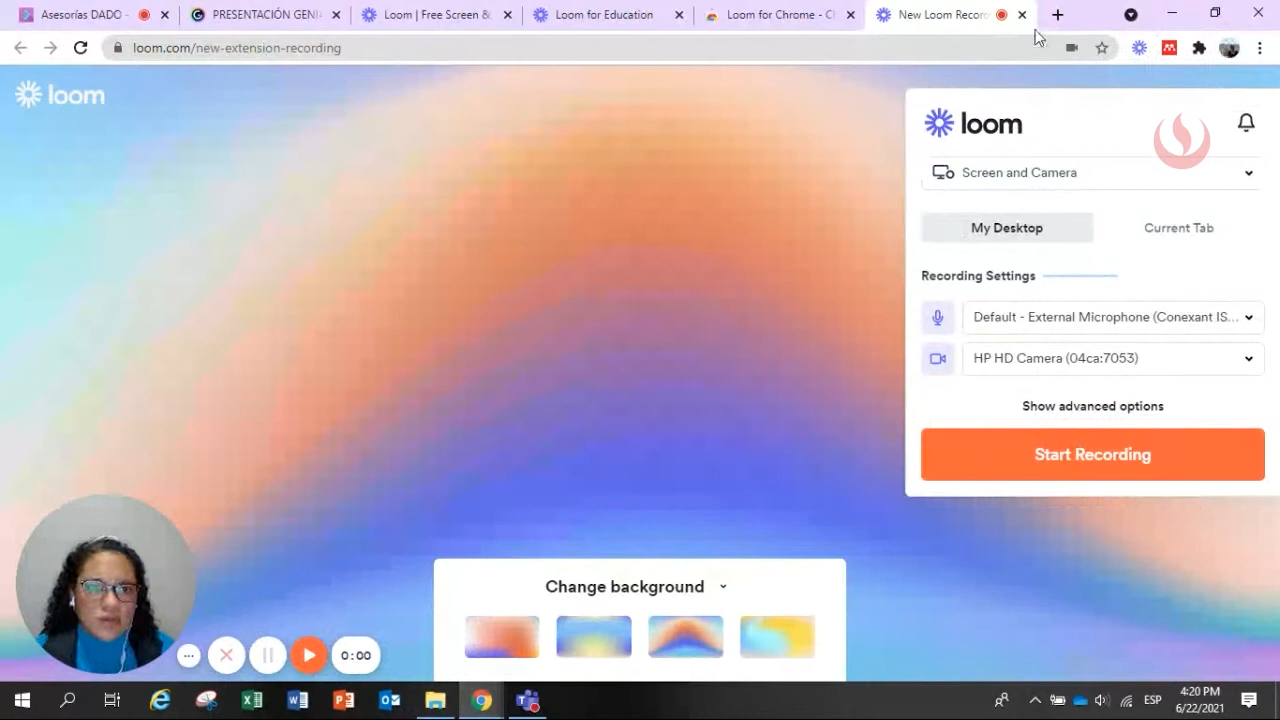 Asesorías DADO -
PRESENTACIÓN GENI
Loom | Free Screen &
Loom for Education
Loom for Chrome - C
New Loom Recor
loom.com/new-extension-recording
loom
loom
Screen and Camera
My Desktop
Current Tab
Recording Settings
Default - External Microphone (Conexant IS...
HP HD Camera (04ca:7053)
Show advanced options
Start Recording
Change background
0:00
ESP
4:20 PM
6/22/2021